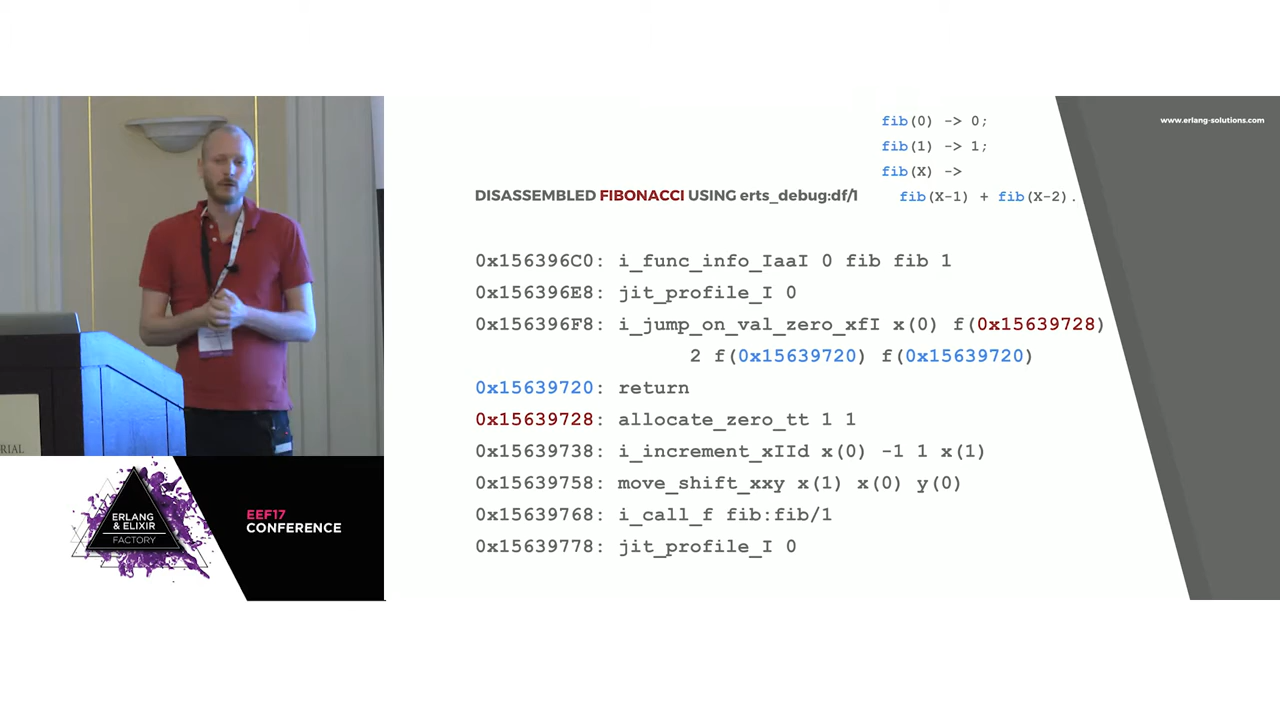 www.erlang-solutions.com
fib(0) -> 0;
fib(1) -> 1;
fib(X) ->
fib(X-1) + fib(X-2).
DISASSEMBLED FIBONACCI USING erts_debug:df/1
0x156396C0: i_func_info_IaaI 0 fib fib 1
0x156396E8: jit_profile_I 0
0x156396F8: i_jump_on_val_zero_xfI x(0) f(0x15639728)
2 f(0x15639720) f(0x15639720)
0x15639720: return
0x15639728: allocate_zero_tt 1 1
0x15639738: i_increment_xIId x(0) -1 1 x(1)
0x15639758: move_shift_xxy x(1) x(0) y(0)
0x15639768: i_call_f fib:fib/1
0x15639778: jit_profile_I 0
RIAL
ERLANG
& ELIXIR
FACTORY
EEF17
CONFERENCE